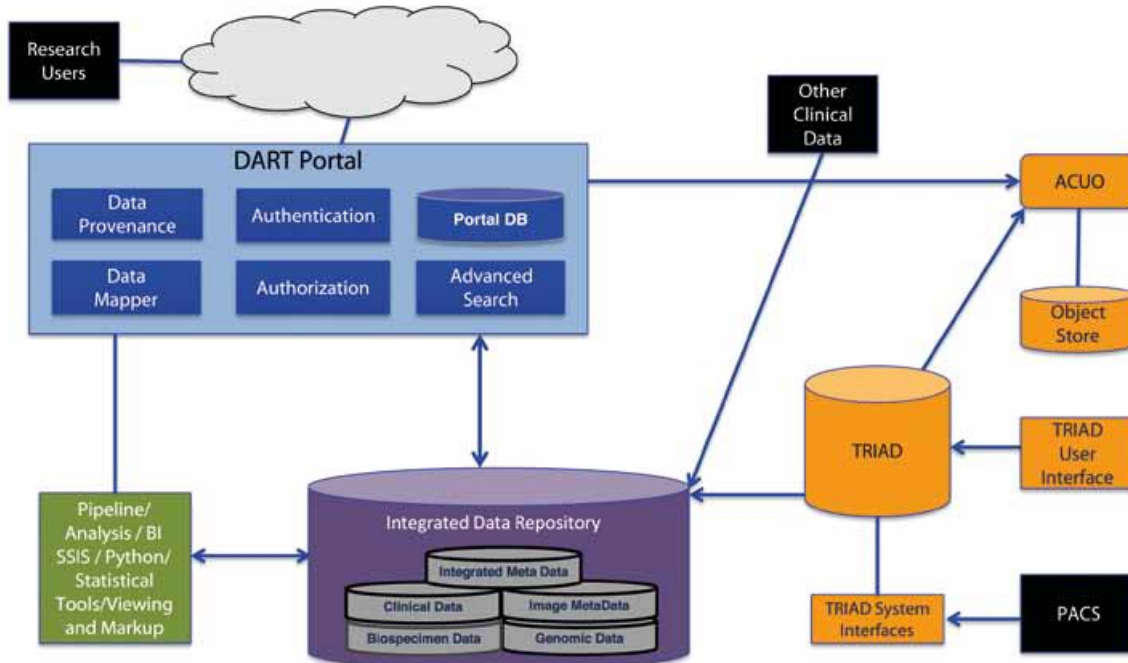 Research
Users
Other
Clinical
Data
DART Portal
ACUO
Data
Provenance
Authentication
Portal DB
Data
Mapper
Authorization
Advanced
Search
Object
Store
TRIAD
TRIAD
User
Interface
Pipeline/
Analysis / BI
SSIS / Python/
Statistical
Tools/Viewing
and Markup
Integrated Data Repository
Integrated Meta Data
Clinical Data
Image MetaData
Biospecimen Data
Genomic Data
TRIAD System
Interfaces
PACS